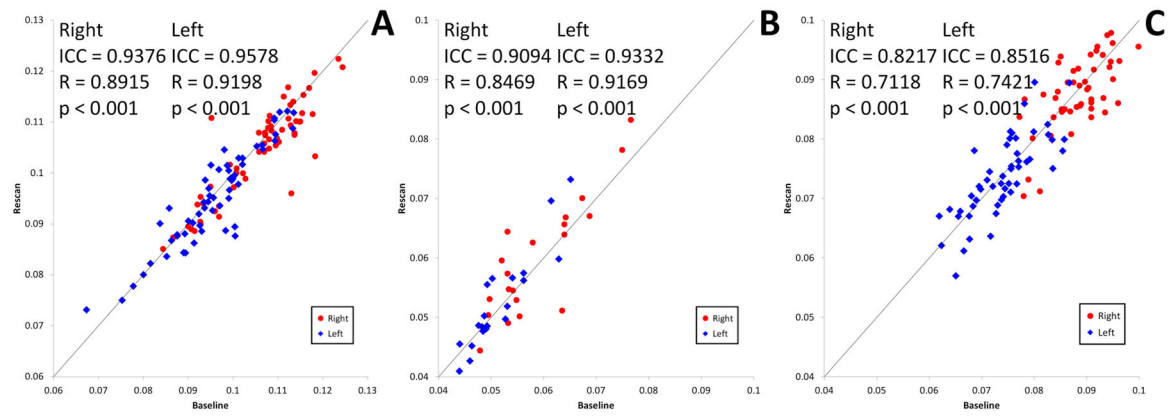 A
Right Left
ICC = 0.9376 ICC = 0.9578
R = 0.8915 R = 0.9198
p < 0.001 p < 0.001
0.13
0.12
0.11
0.1
0.09
0.08
0.07
0.06
Rescan
Right
Left
0.06 0.07 0.08 0.09 0.1 0.11 0.12 0.13
Baseline
B
Right Left
ICC = 0.9094 ICC = 0.9332
R = 0.8469 R = 0.9169
p < 0.001 p < 0.001
0.1
0.09
0.08
0.07
0.06
0.05
0.04
Rescan
Right
Left
0.04 0.05 0.06 0.07 0.08 0.09 0.1
Baseline
C
Right Left
ICC = 0.8217 ICC = 0.8516
R = 0.7118 R = 0.7421
p < 0.001 p < 0.001
0.1
0.09
0.08
0.07
0.06
0.05
0.04
Rescan
Right
Left
0.04 0.05 0.06 0.07 0.08 0.09 0.1
Baseline